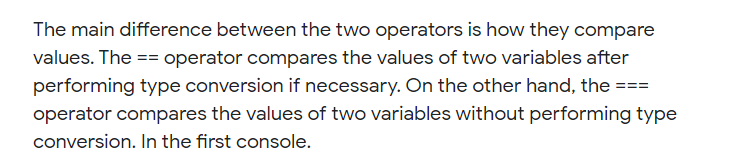 The main difference between the two operators is how they compare
values. The == operator compares the values of two variables after
performing type conversion if necessary. On the other hand, the ===
operator compares the values of two variables without performing type
conversion. In the first console.